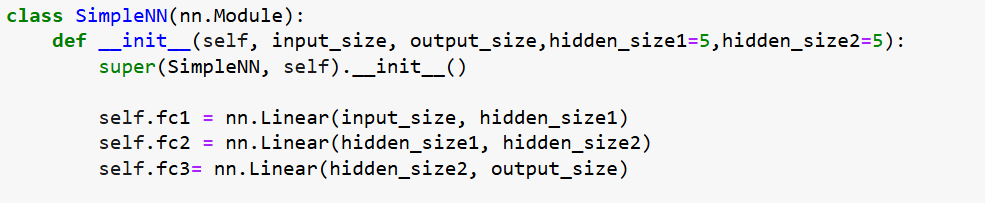 class SimpleNN(nn.Module):
    def __init__(self, input_size, output_size,hidden_size1=5,hidden_size2=5):
        super(SimpleNN, self).__init__()

        self.fc1 = nn.Linear(input_size, hidden_size1)
        self.fc2 = nn.Linear(hidden_size1, hidden_size2)
        self.fc3= nn.Linear(hidden_size2, output_size)